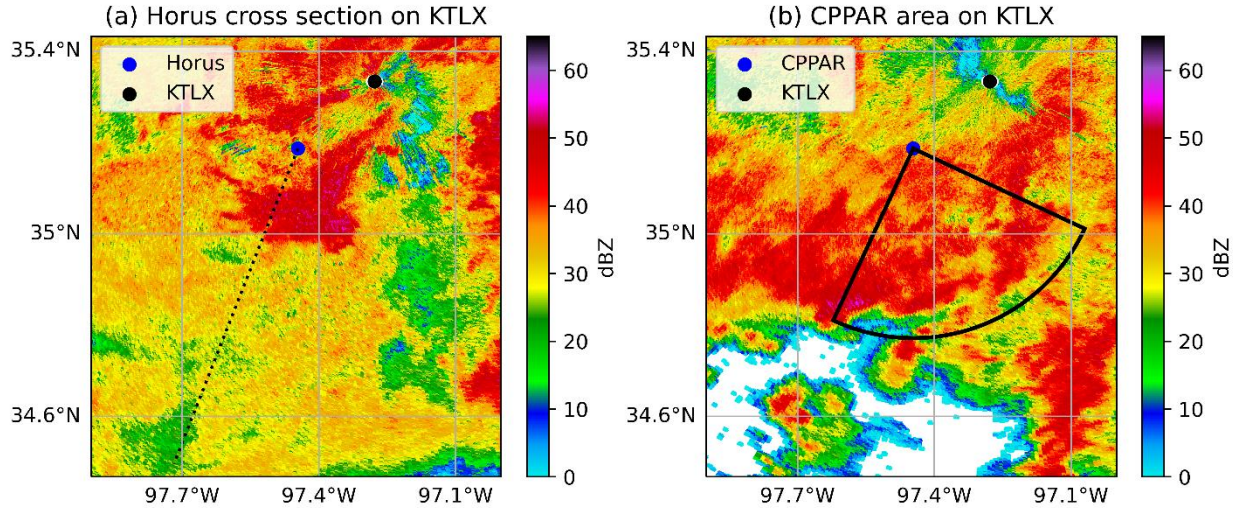 (a) Horus cross section on KTLX
35.4°N
35°N
34.6°N
97.7°W 97.4°W 97.1°W
Horus
KTLX
60
50
40
30
20
10
0
dBZ
(b) CPPAR area on KTLX
35.4°N
35°N
34.6°N
97.7°W 97.4°W 97.1°W
CPPAR
KTLX
60
50
40
30
20
10
0
dBZ